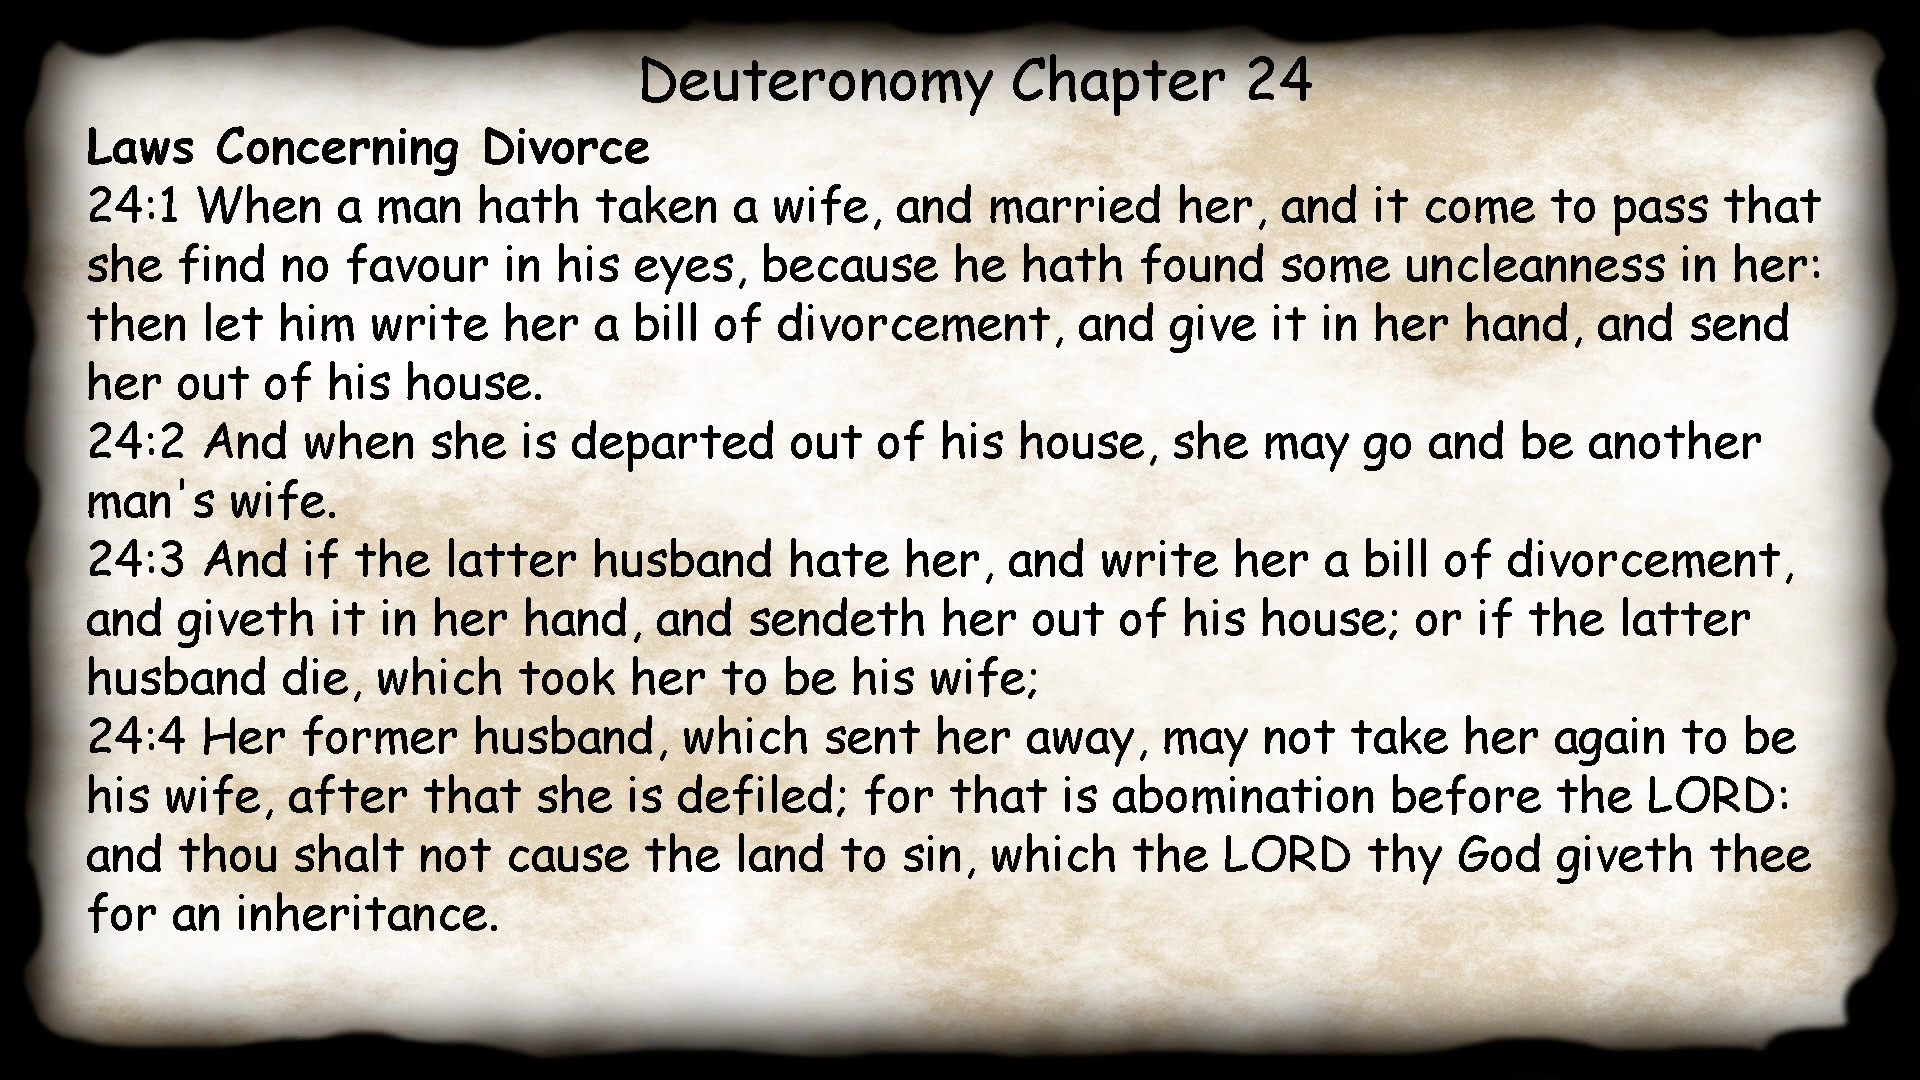 Deuteronomy Chapter 24
Laws Concerning Divorce
24:1 When a man hath taken a wife, and married her, and it come to pass that
she find no favour in his eyes, because he hath found some uncleanness in her:
then let him write her a bill of divorcement, and give it in her hand, and send
her out of his house.
24:2 And when she is departed out of his house, she may go and be another
man's wife.
24:3 And if the latter husband hate her, and write her a bill of divorcement,
and giveth it in her hand, and sendeth her out of his house; or if the latter
husband die, which took her to be his wife;
24:4 Her former husband, which sent her away, may not take her again to be
his wife, after that she is defiled; for that is abomination before the LORD:
and thou shalt not cause the land to sin, which the LORD thy God giveth thee
for an inheritance.